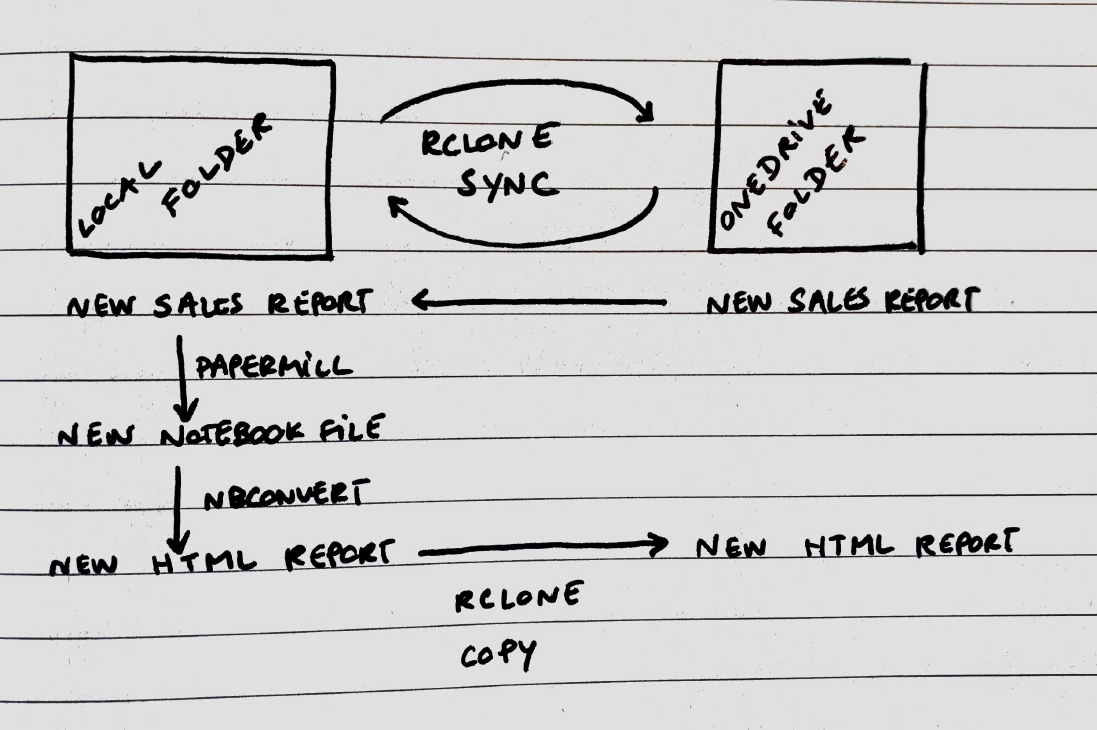 LOCAL
FOLDER
RCLONE
SYNC
ONEDRIVE
FOLDER
NEW SALES REPORT
NEW SALES REPORT
PAPERMILL
NEW NOTEBOOK FILE
NBCONVERT
NEW HTML REPORT
NEW HTML REPORT
RCLONE
COPY